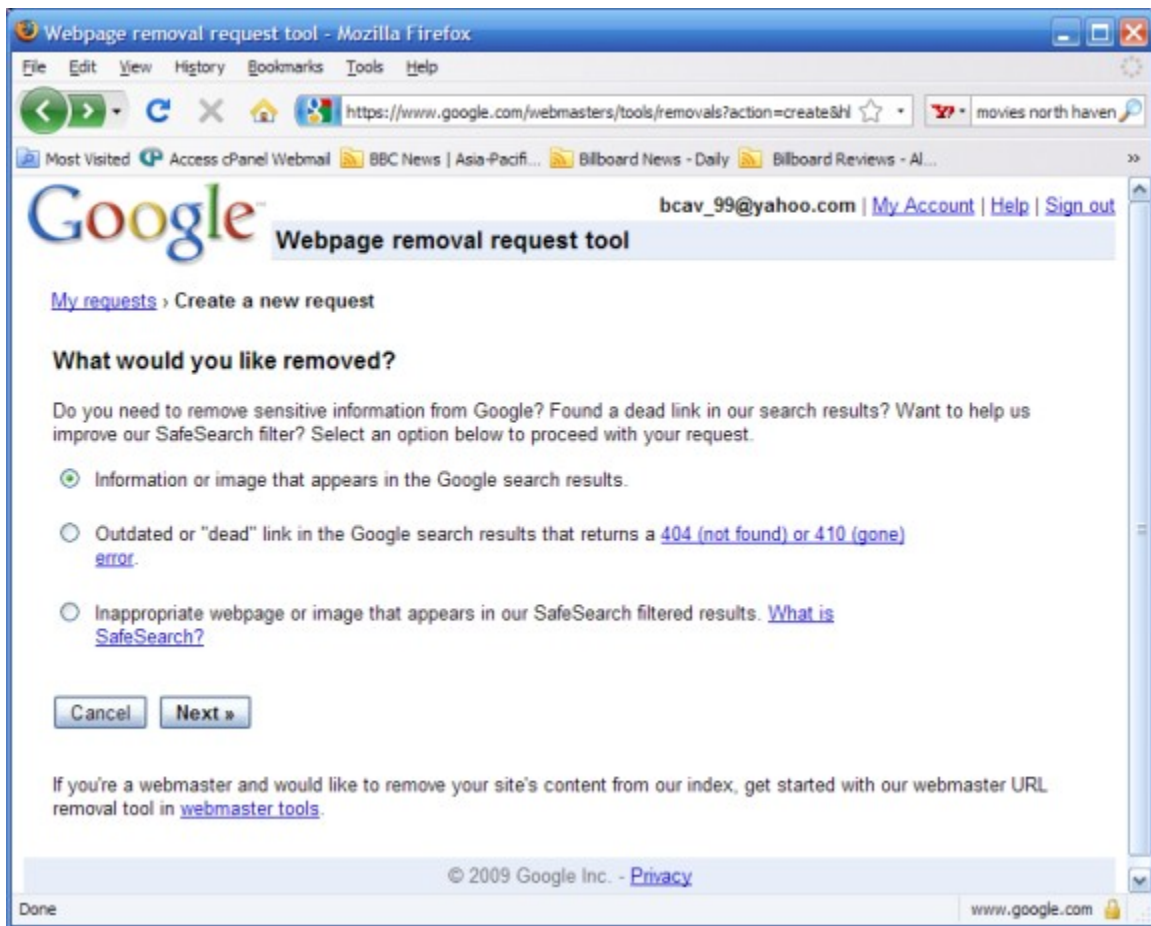 Webpage removal request tool - Mozilla Firefox
File Edit View History Bookmarks Tools Help
https://www.google.com/webmasters/tools/removals?action=create&hl
movies north haven
Most Visited Access cPanel Webmail BBC News | Asia-Pacifi... Billboard News - Daily Billboard Reviews - Al...
Google
bcav_99@yahoo.com | My Account | Help | Sign out
Webpage removal request tool
My requests › Create a new request
What would you like removed?
Do you need to remove sensitive information from Google? Found a dead link in our search results? Want to help us
improve our SafeSearch filter? Select an option below to proceed with your request.
Information or image that appears in the Google search results.
Outdated or "dead" link in the Google search results that returns a 404 (not found) or 410 (gone)
error.
Inappropriate webpage or image that appears in our SafeSearch filtered results. What is
SafeSearch?
Cancel Next »
If you're a webmaster and would like to remove your site's content from our index, get started with our webmaster URL
removal tool in webmaster tools.
© 2009 Google Inc. - Privacy
Done www.google.com